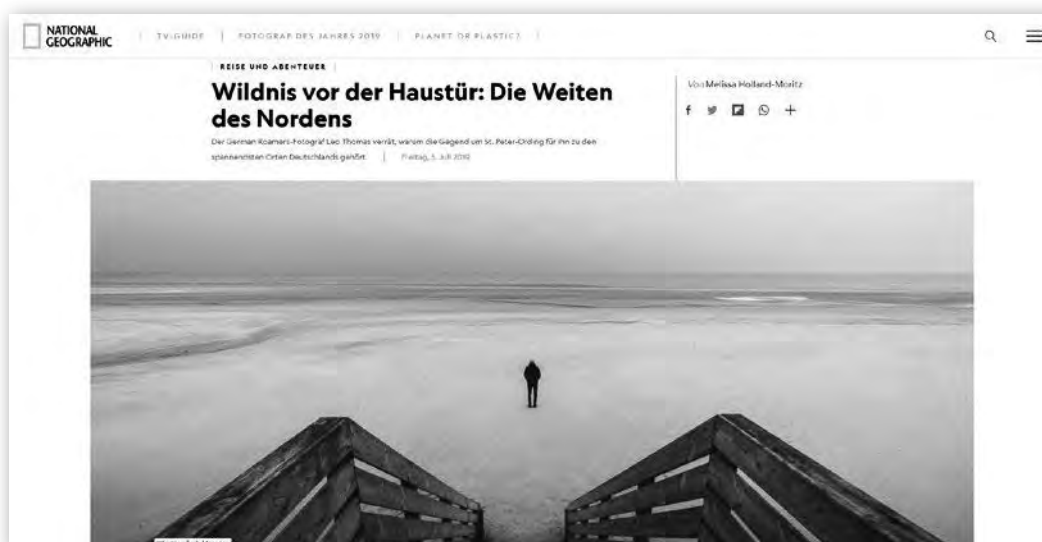 NATIONAL
GEOGRAPHIC
TV-GUIDE | FOTOGRAF DES JAHRES 2019 | PLANET OR PLASTIC? |
REISE UND ABENTEUER
Wildnis vor der Haustür: Die Weiten
des Nordens
Der German Roamers-Fotograf Leo Thomas verrät, warum die Gegend um St. Peter-Ording für ihn zu den
spannendsten Orten Deutschlands gehört. | Freitag, 5. Juli 2019
Von Melissa Holland-Moritz